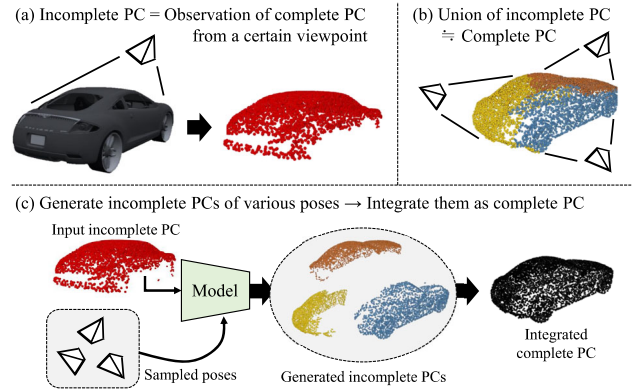 (a) Incomplete PC = Observation of complete PC
from a certain viewpoint
(b) Union of incomplete PC
≒ Complete PC
(c) Generate incomplete PCs of various poses → Integrate them as complete PC
Input incomplete PC
Model
Sampled poses
Generated incomplete PCs
Integrated
complete PC